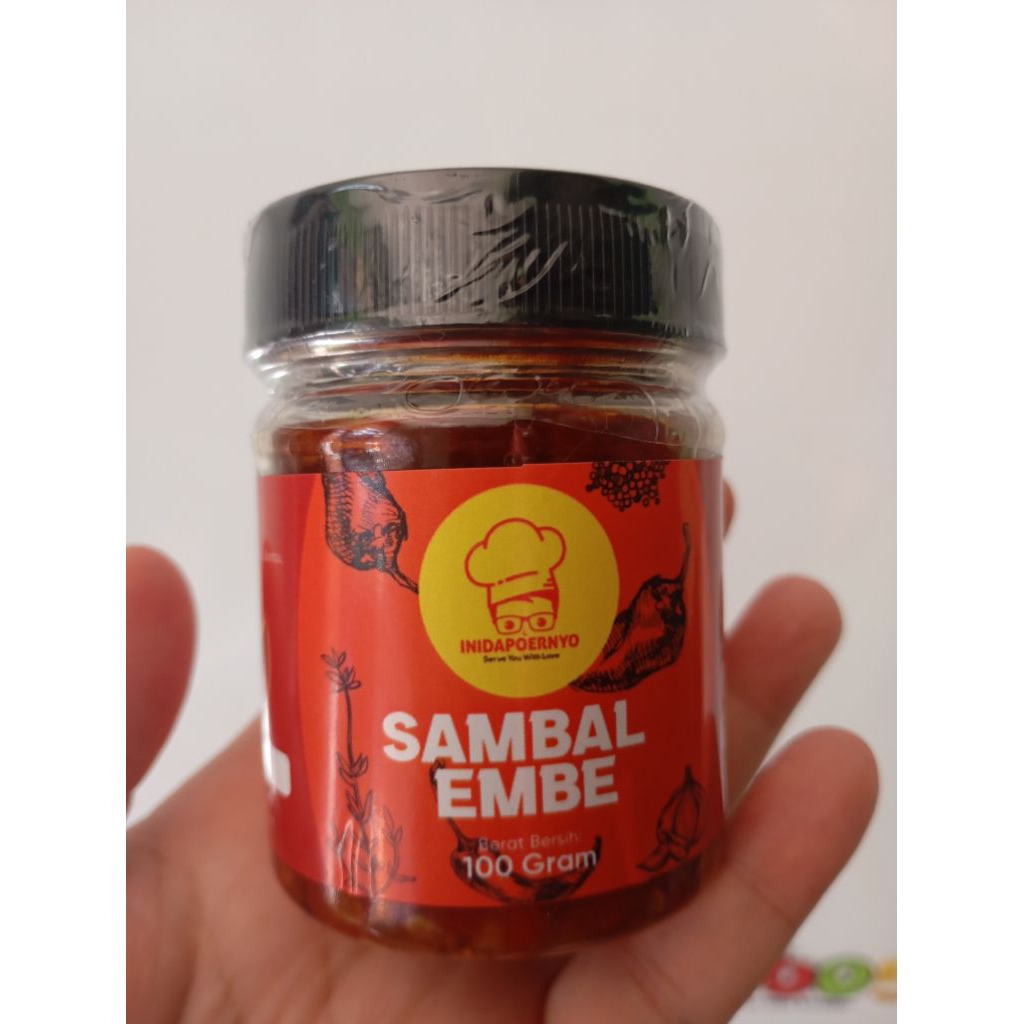 INIDAPOERNYO
Serve You With Love
SAMBAL
EMBE
Berat Bersih:
100 Gram